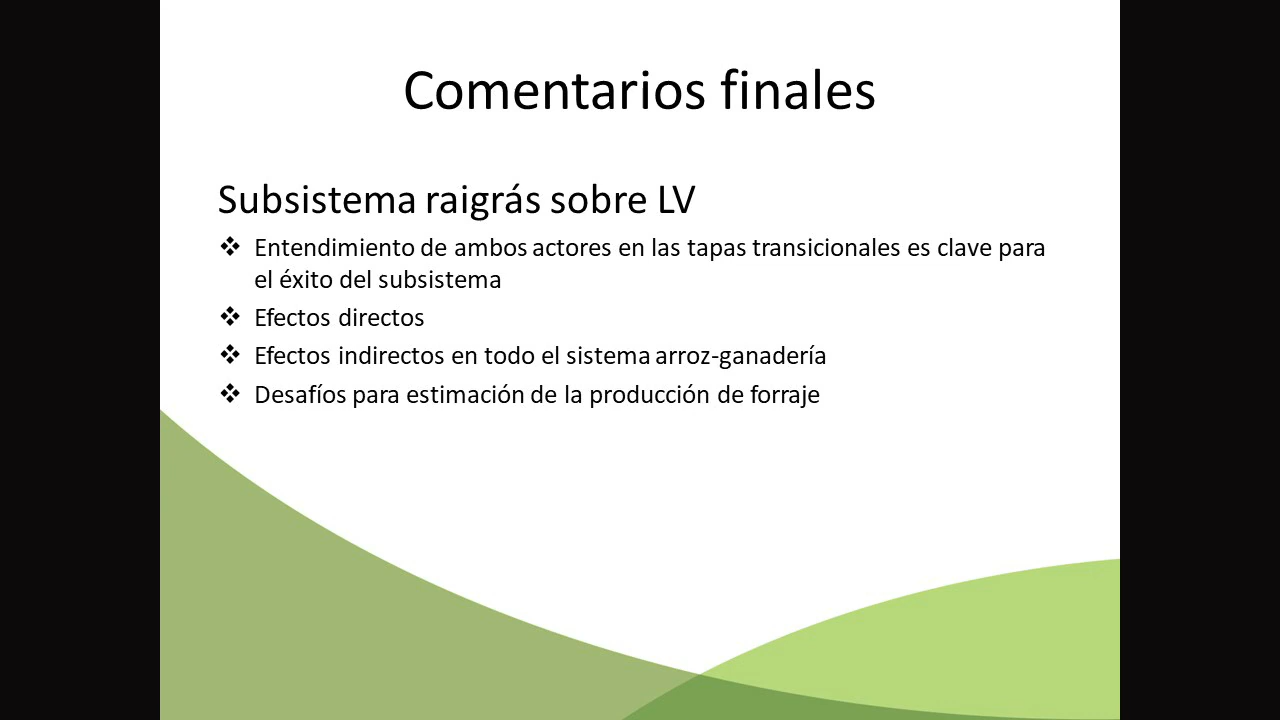 Comentarios finales
Subsistema raigrás sobre LV
❖ Entendimiento de ambos actores en las tapas transicionales es clave para
el éxito del subsistema
❖ Efectos directos
❖ Efectos indirectos en todo el sistema arroz-ganadería
❖ Desafíos para estimación de la producción de forraje